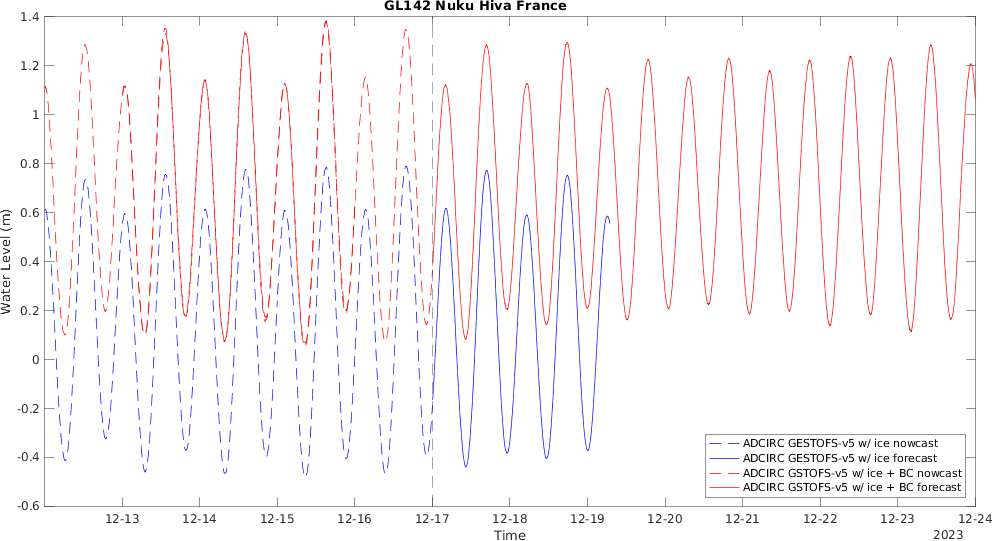 GL142 Nuku Hiva France
1.4
1.2
1
0.8
0.6
0.4
0.2
0
-0.2
-0.4
-0.6
Water Level (m)
ADCIRC GESTOFS-v5 w/ ice nowcast
ADCIRC GESTOFS-v5 w/ ice forecast
ADCIRC GSTOFS-v5 w/ ice + BC nowcast
ADCIRC GSTOFS-v5 w/ ice + BC forecast
12-13 12-14 12-15 12-16 12-17 12-18 12-19 12-20 12-21 12-22 12-23 12-24
Time
2023